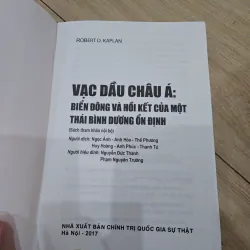 ROBERT D. KAPLAN
VẠC DẦU CHÂU Á:
BIỂN ĐÔNG VÀ HỒI KẾT CỦA MỘT
THÁI BÌNH DƯƠNG ỔN ĐỊNH
(Sách tham khảo nội bộ)
Người dịch: Ngọc Anh - Anh Hòa - Thế Phương
Huy Hoàng - Anh Phúc - Thanh Tú
Người hiệu đính: Nguyễn Đức Thành
Phạm Nguyên Trường
NHÀ XUẤT BẢN CHÍNH TRỊ QUỐC GIA SỰ THẬT
Hà Nội - 2017